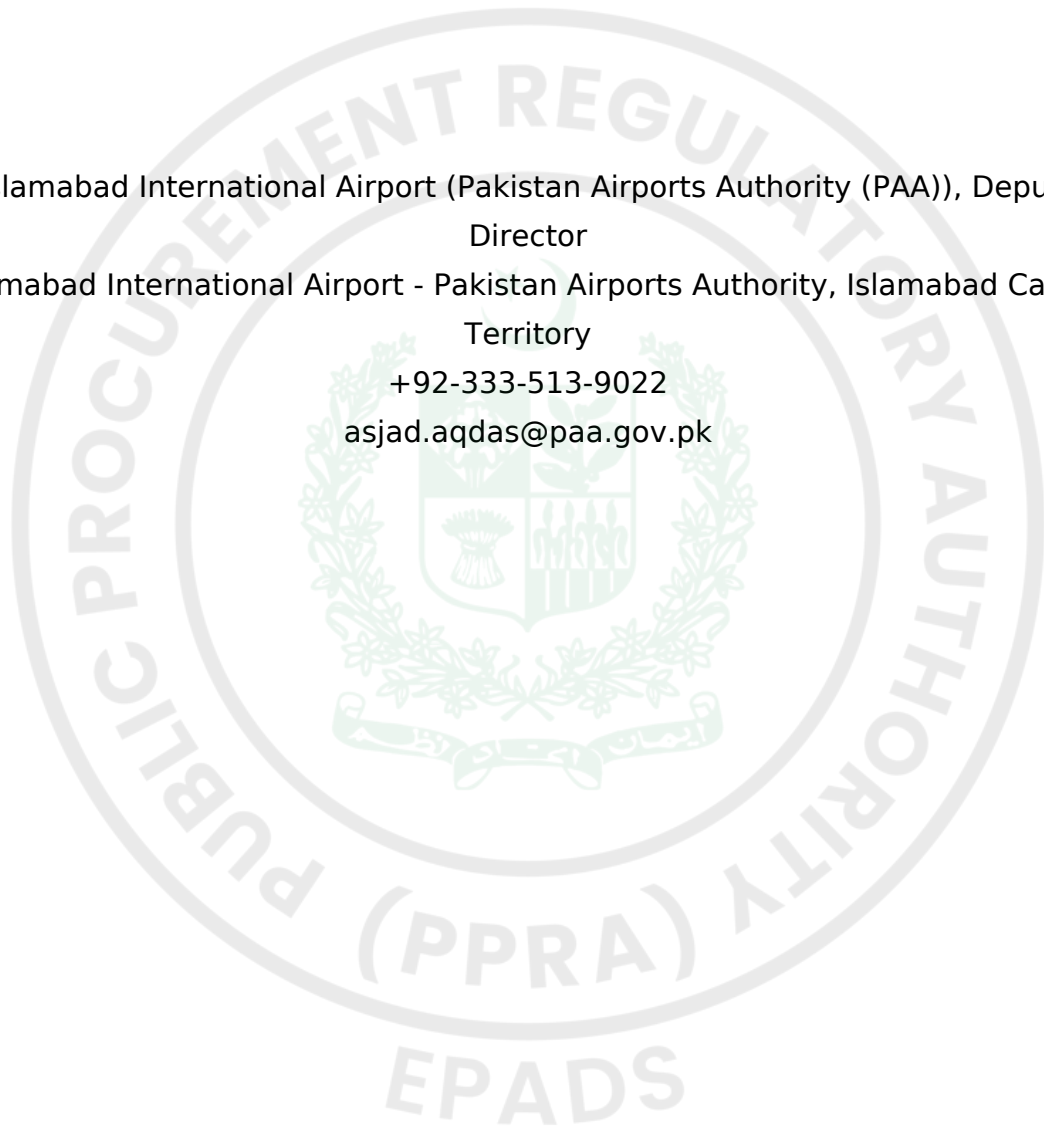 lamabad International Airport (Pakistan Airports Authority (PAA)), Depu
Director
mabad International Airport - Pakistan Airports Authority, Islamabad Ca
Territory
+92-333-513-9022
asjad.aqdas@paa.gov.pk
PUBLIC PROCUREMENT REGULATORY AUTHORITY
(PPRA)
EPADS